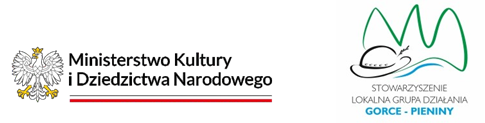 Ministerstwo Kultury
i Dziedzictwa Narodowego
STOWARZYSZENIE
LOKALNA GRUPA DZIAŁANIA
GORCE - PIENINY